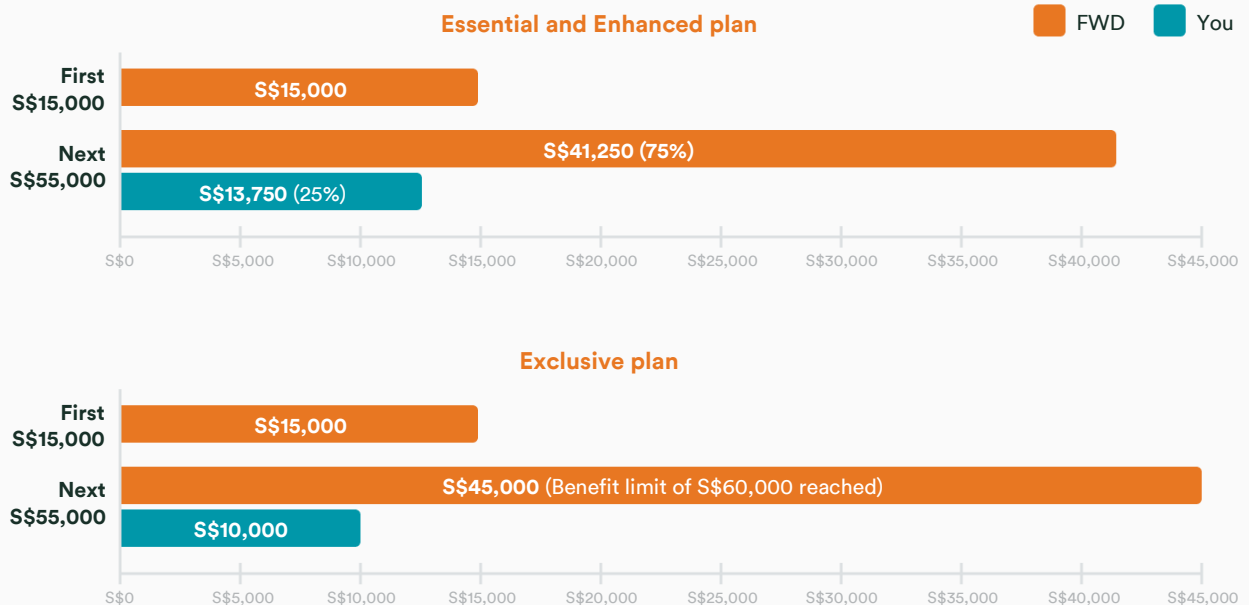 Essential and Enhanced plan
FWD
You
First
S$15,000
S$15,000
Next
S$55,000
S$41,250 (75%)
S$13,750 (25%)
S$0 S$5,000 S$10,000 S$15,000 S$20,000 S$25,000 S$30,000 S$35,000 S$40,000 S$45,000
Exclusive plan
First
S$15,000
S$15,000
Next
S$55,000
S$45,000 (Benefit limit of S$60,000 reached)
S$10,000
S$0 S$5,000 S$10,000 S$15,000 S$20,000 S$25,000 S$30,000 S$35,000 S$40,000 S$45,000